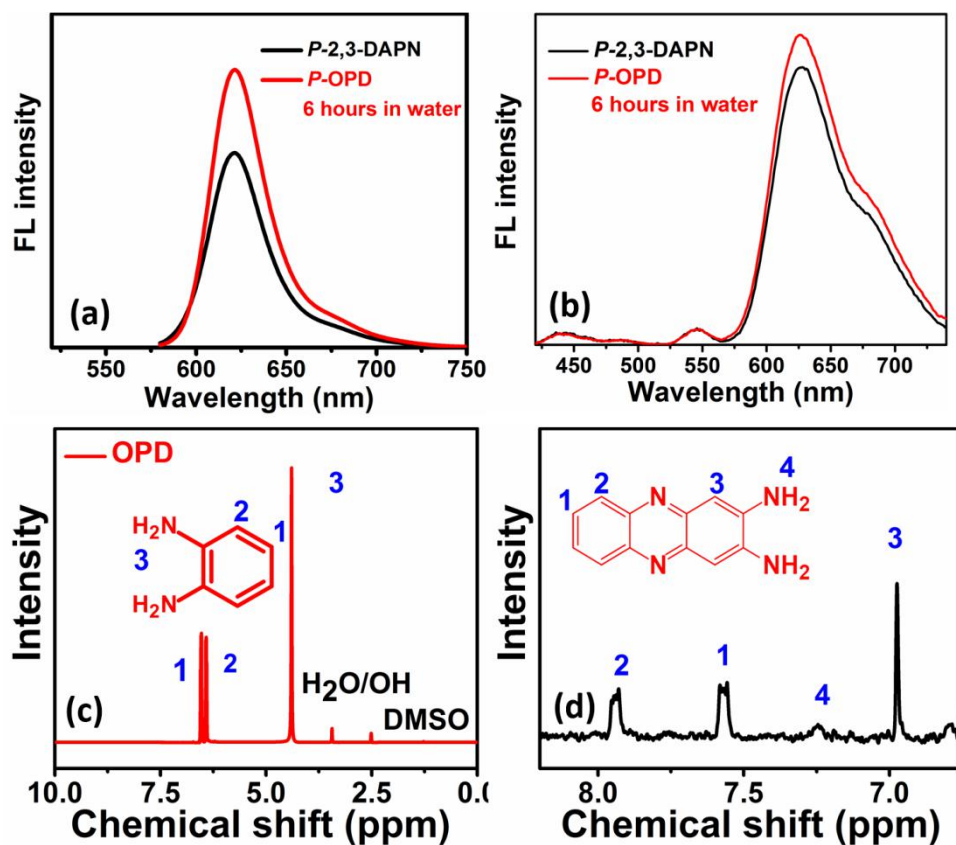 P-2,3-DAPN
P-OPD
6 hours in water
(a)
FL intensity
550 600 650 700 750
Wavelength (nm)
P-2,3-DAPN
P-OPD
6 hours in water
(b)
FL intensity
450 500 550 600 650 700
Wavelength (nm)
OPD
3
H2N
2
1
3
H2N
1
2
H2O/OH
DMSO
(c)
Intensity
10.0 7.5 5.0 2.5 0.0
Chemical shift (ppm)
4
1 2 N 3 NH2
3
N NH2
2
1
4
(d)
Intensity
8.0 7.5 7.0
Chemical shift (ppm)